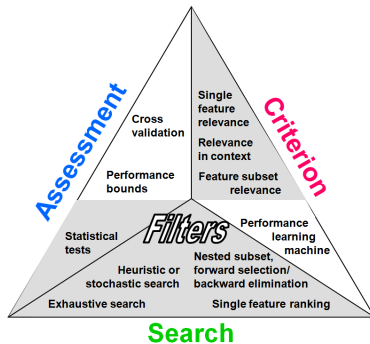 Assessment
Criterion
Cross
validation
Performance
bounds
Single
feature
relevance
Relevance
in context
Feature subset
relevance
Statistical
tests
Filters
Performance
learning
machine
Heuristic or
stochastic search
Nested subset,
forward selection/
backward elimination
Exhaustive search
Single feature ranking
Search